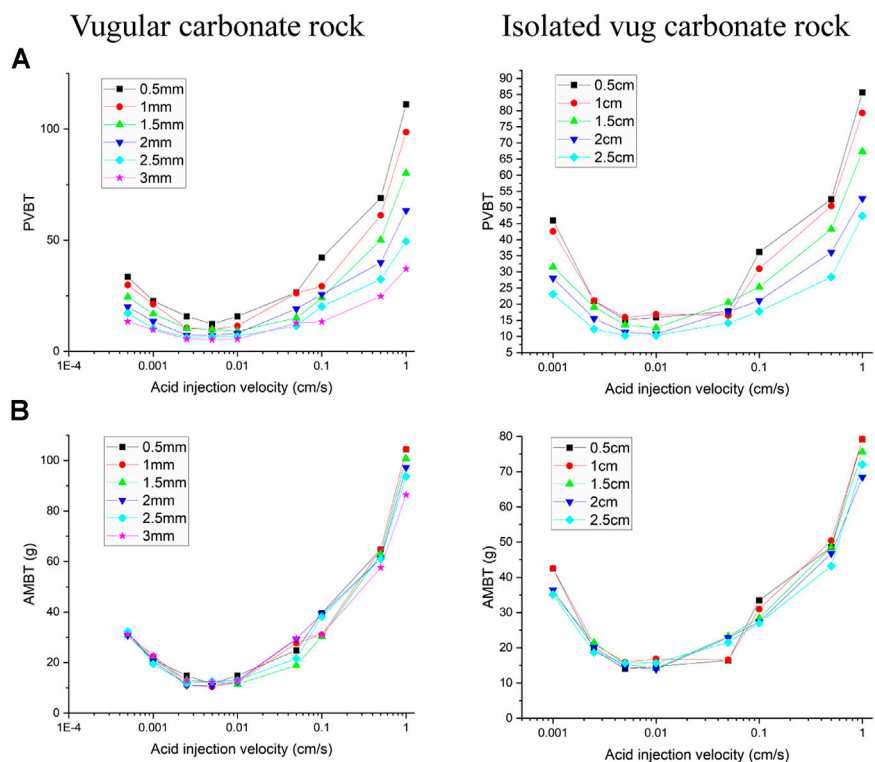 Vugular carbonate rock
Isolated vug carbonate rock
A
100
50
0
PVBT
0.5mm
1mm
1.5mm
2mm
2.5mm
3mm
1E-4
0.001
0.01
0.1
1
Acid injection velocity (cm/s)
90
85
80
75
70
65
60
55
50
45
40
35
30
25
20
15
10
5
PVBT
0.5cm
1cm
1.5cm
2cm
2.5cm
0.001
0.01
0.1
1
Acid injection velocity (cm/s)
B
100
80
60
40
20
0
AMBT (g)
0.5mm
1mm
1.5mm
2mm
2.5mm
3mm
1E-4
0.001
0.01
0.1
1
Acid injection velocity (cm/s)
80
70
60
50
40
30
20
10
0
AMBT (g)
0.5cm
1cm
1.5cm
2cm
2.5cm
0.001
0.01
0.1
1
Acid injection velocity (cm/s)